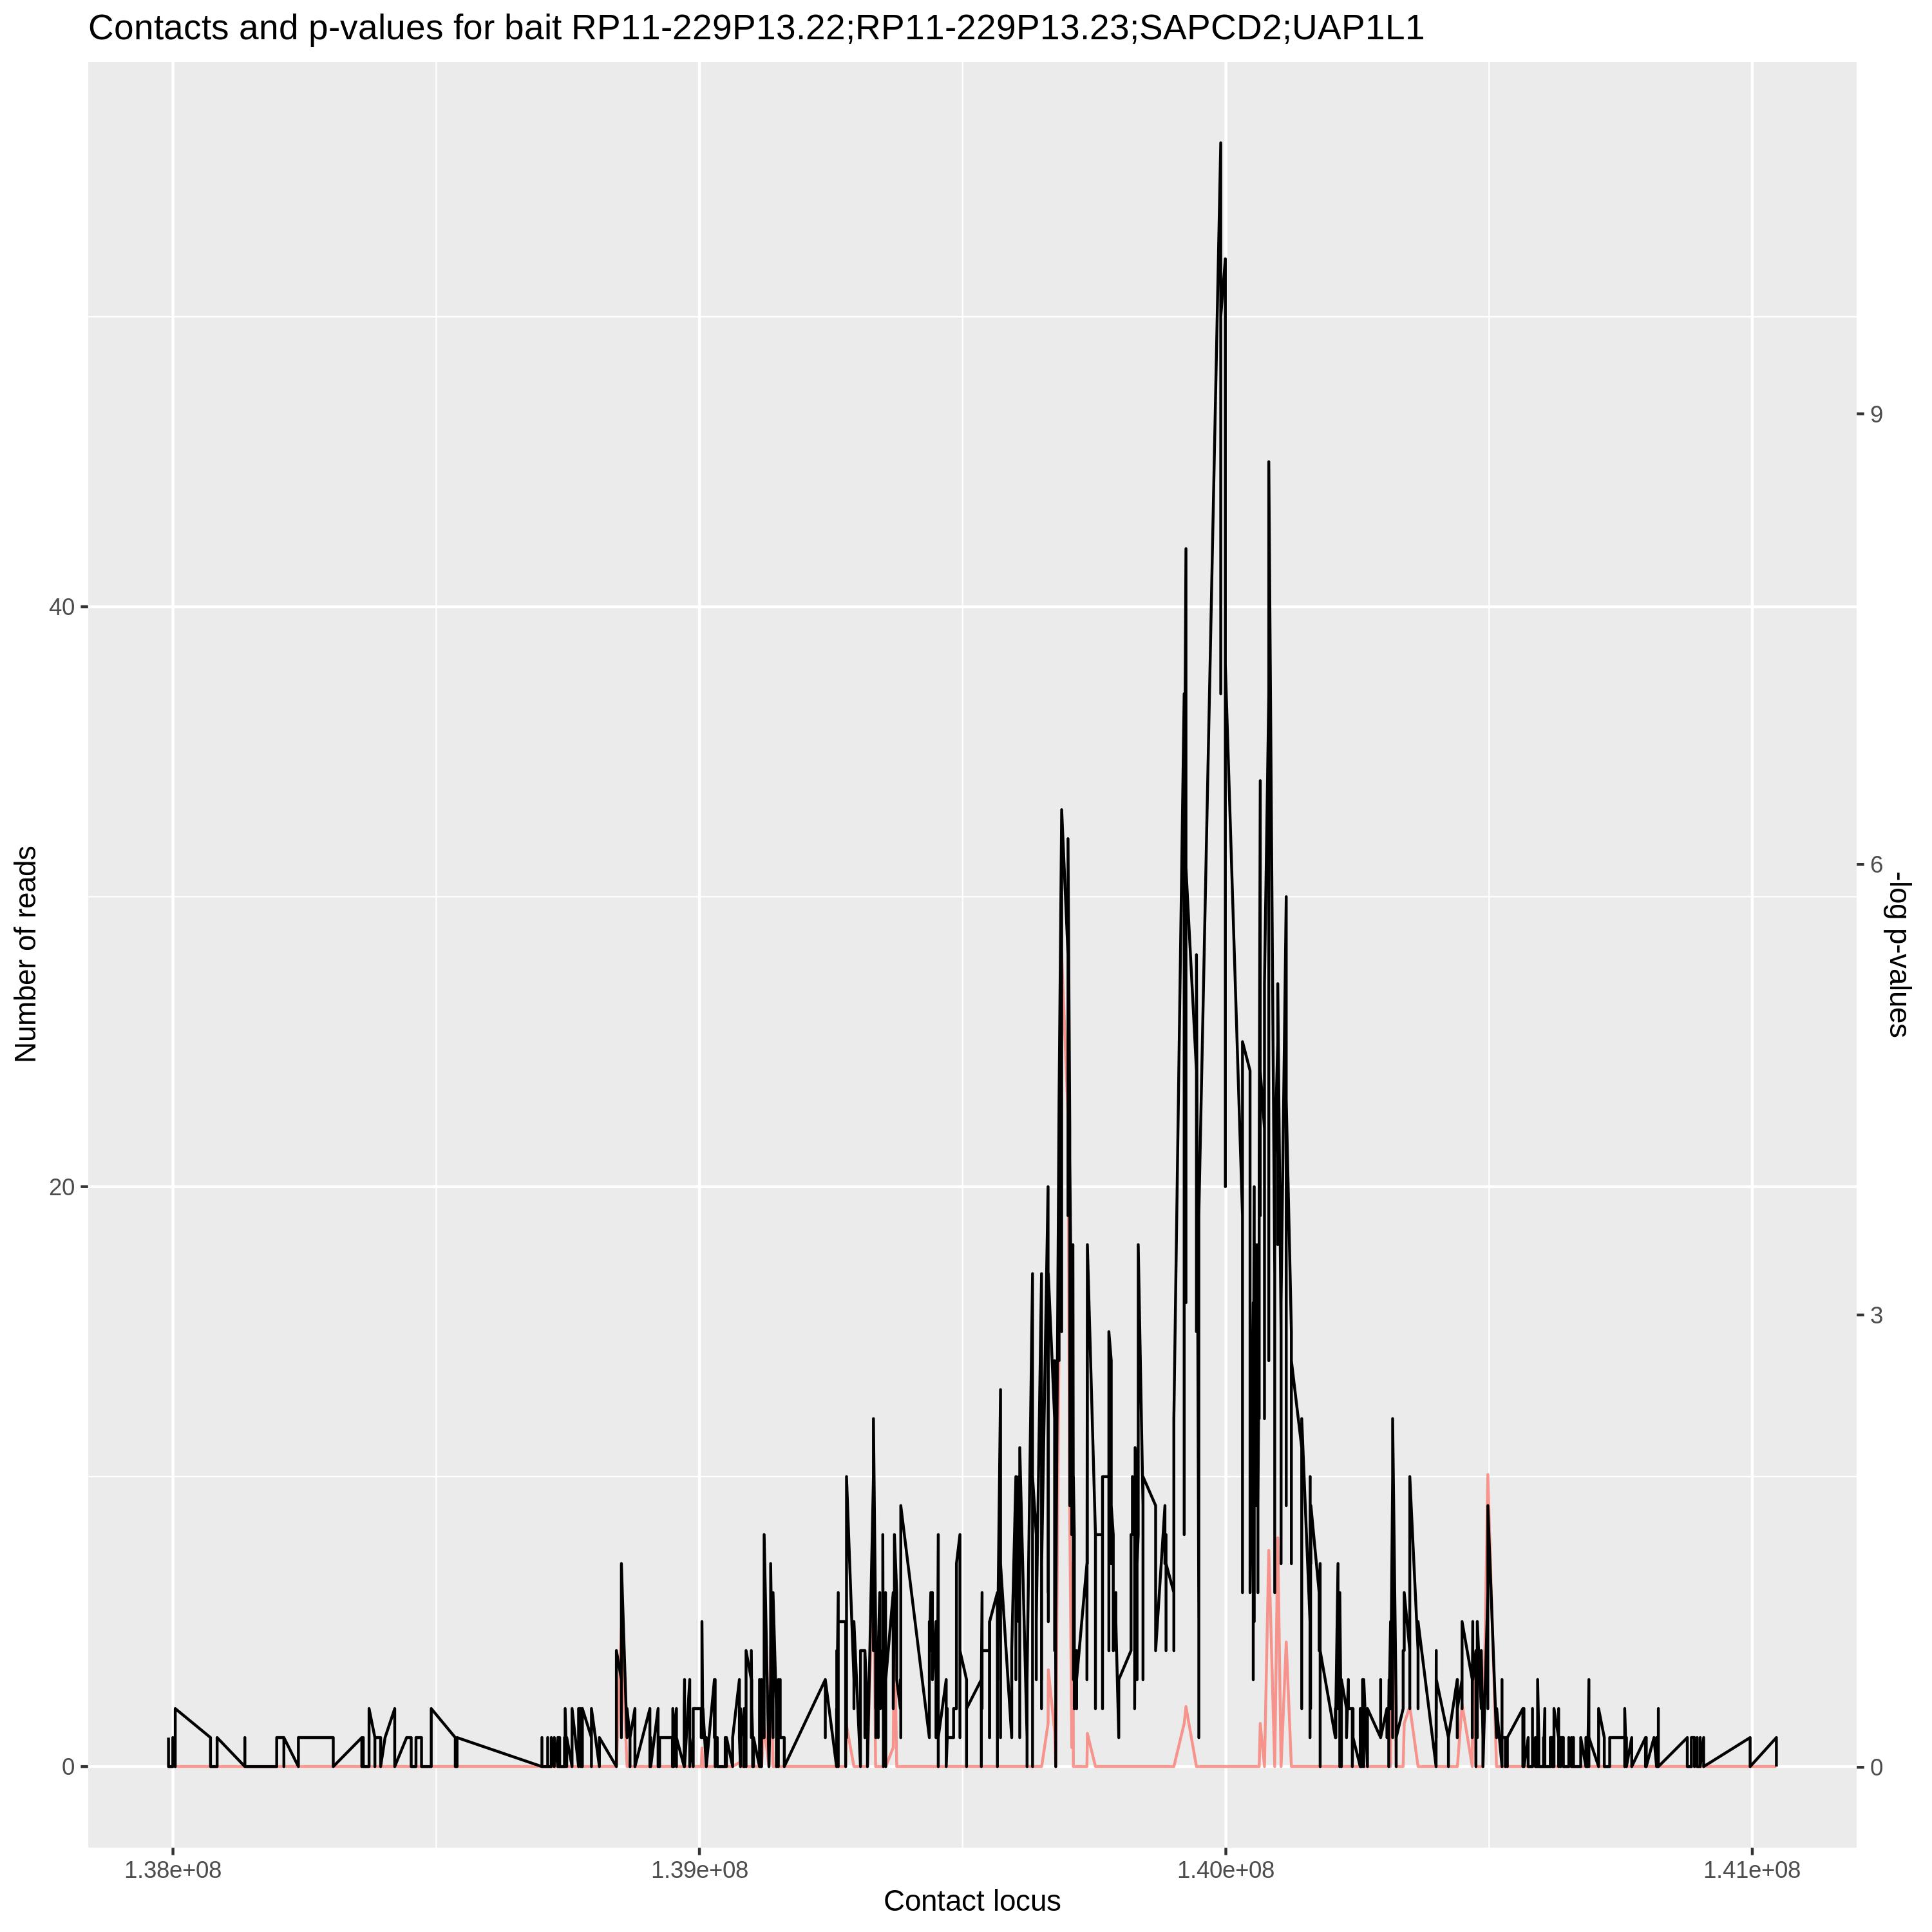 Contacts and p-values for bait RP11-229P13.22;RP11-229P13.23;SAPCD2;UAP1L1
Number of reads
40
20
0
9
6
3
0
-log p-values
1.38e+08 1.39e+08 1.40e+08 1.41e+08
Contact locus